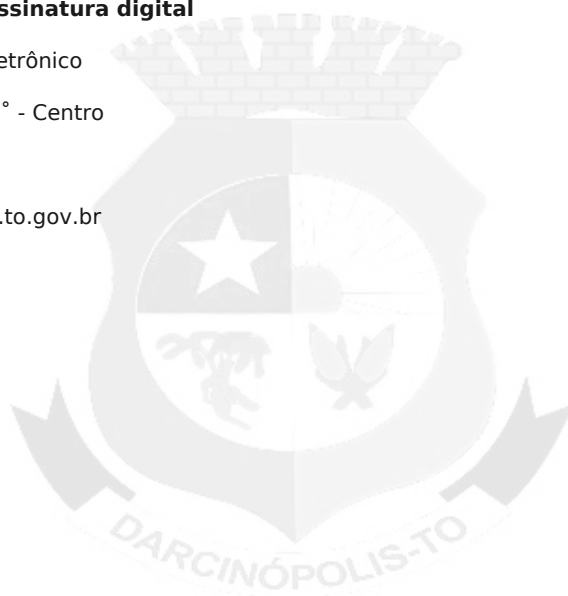 ssinatura digital
etrônico
° - Centro
.to.gov.br
DARCINÓPOLIS-TO